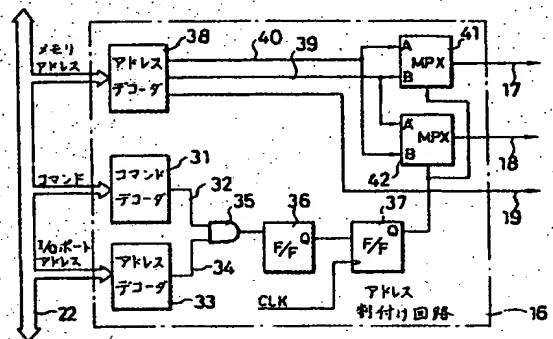 メモリ
アドレス
38
アドレス
デコーダ
40
39
A
B
MPX
41
17
A
B
MPX
42
18
19
コマンド
31
コマンド
デコーダ
32
35
36
F/F
Q
37
F/F
Q
I/Oポート
アドレス
34
アドレス
デコーダ
33
CLK
アドレス
割付け回路
16
22